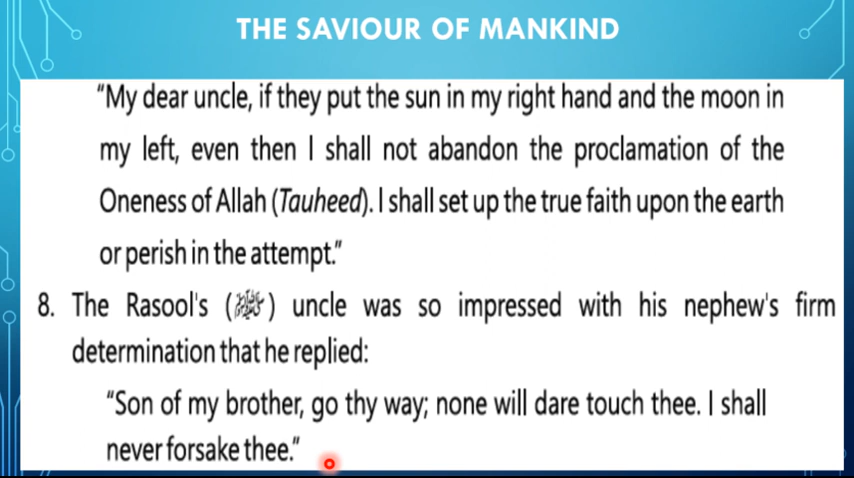 THE SAVIOUR OF MANKIND
"My dear uncle, if they put the sun in my right hand and the moon in
my left, even then I shall not abandon the proclamation of the
Oneness of Allah (Tauheed). I shall set up the true faith upon the earth
or perish in the attempt."
8. The Rasool's (ﷺ) uncle was so impressed with his nephew's firm
determination that he replied:
"Son of my brother, go thy way; none will dare touch thee. I shall
never forsake thee."